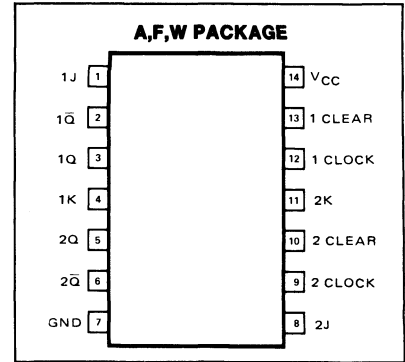 A,F,W PACKAGE
1J 1 14 VCC
1Q̅ 2 13 1 CLEAR
1Q 3 12 1 CLOCK
1K 4 11 2K
2Q 5 10 2 CLEAR
2Q̅ 6 9 2 CLOCK
GND 7 8 2J